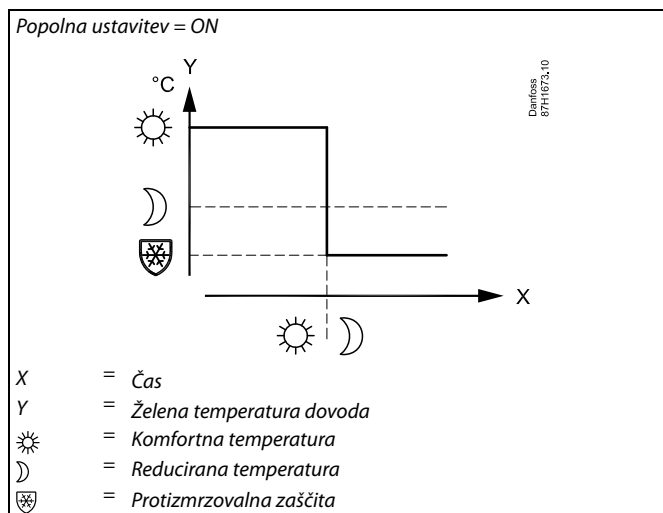 Popolna ustavitev = ON
Y
°C
Danfoss
87H1673.10
X
X = Čas
Y = Želena temperatura dovoda
= Komfortna temperatura
= Reducirana temperatura
= Protizmrzovalna zaščita